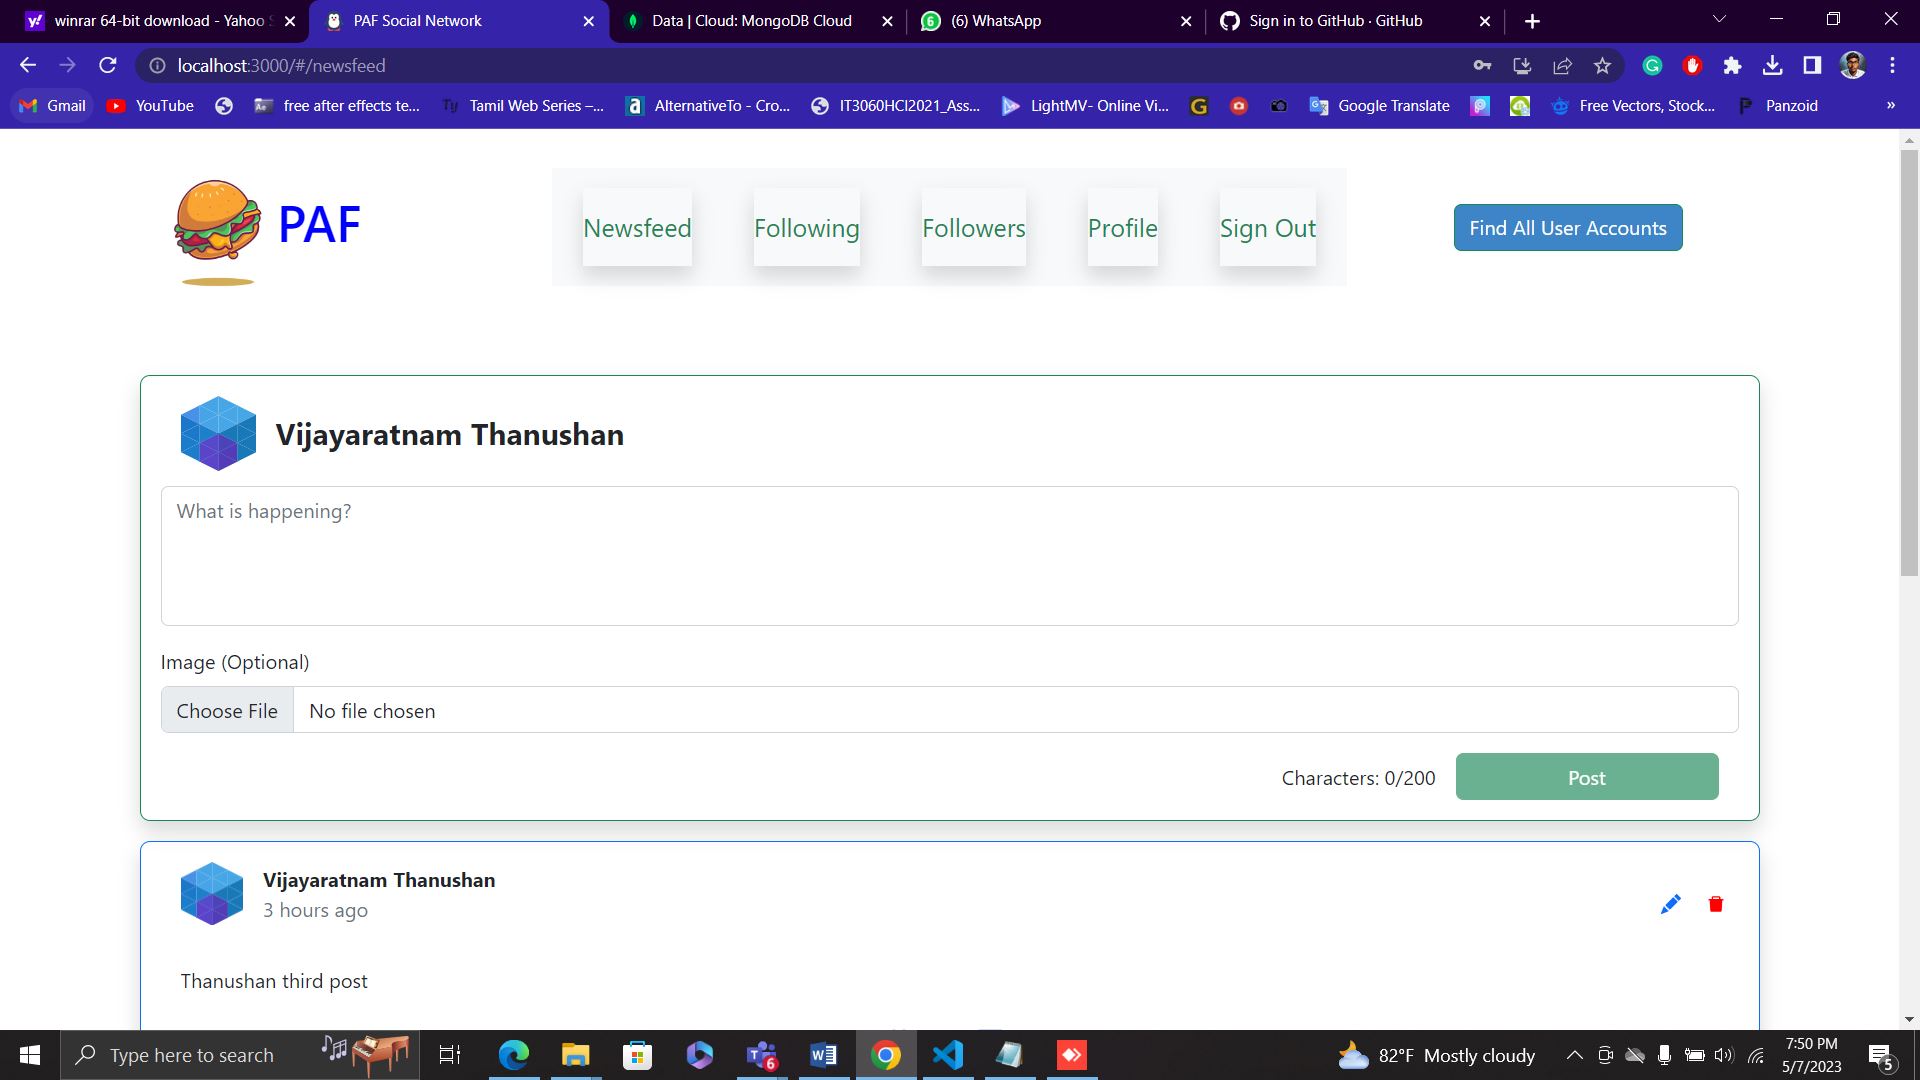 winrar 64-bit download - Yahoo S
PAF Social Network
Data | Cloud: MongoDB Cloud
(6) WhatsApp
Sign in to GitHub · GitHub
localhost:3000/#/newsfeed
Gmail
YouTube
free after effects te...
Tamil Web Series –...
AlternativeTo - Cro...
IT3060HCI2021_Ass...
LightMV- Online Vi...
Google Translate
Free Vectors, Stock...
Panzoid
»
PAF
Newsfeed
Following
Followers
Profile
Sign Out
Find All User Accounts
Vijayaratnam Thanushan
What is happening?
Image (Optional)
Choose File
No file chosen
Characters: 0/200
Post
Vijayaratnam Thanushan
3 hours ago
Thanushan third post
Type here to search
6
82°F Mostly cloudy
7:50 PM
5/7/2023
5